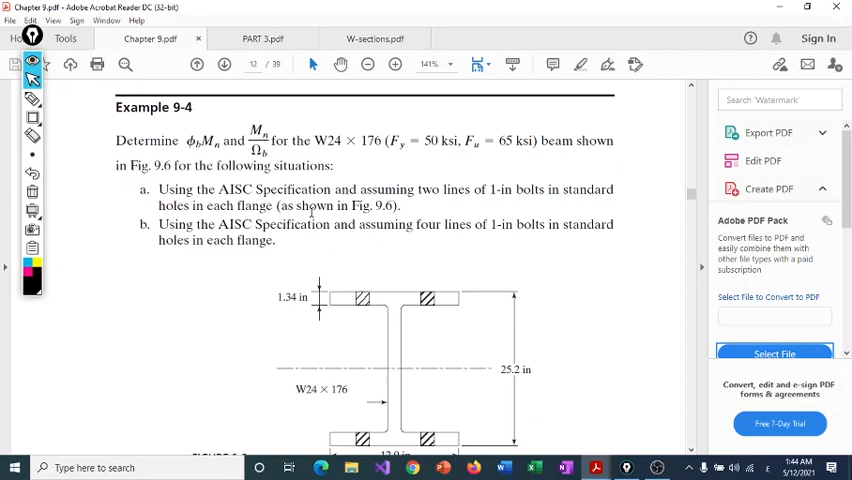 Chapter 9.pdf - Adobe Acrobat Reader DC (32-bit)
File Edit View Sign Window Help
Tools Chapter 9.pdf × PART 3.pdf W-sections.pdf Sign In
12 / 39 141%
Example 9-4
Determine ϕbMn and Mn/Ωb for the W24 × 176 (Fy = 50 ksi, Fu = 65 ksi) beam shown
in Fig. 9.6 for the following situations:
a. Using the AISC Specification and assuming two lines of 1-in bolts in standard
holes in each flange (as shown in Fig. 9.6).
b. Using the AISC Specification and assuming four lines of 1-in bolts in standard
holes in each flange.
1.34 in
25.2 in
W24 × 176
12.9 in
Search 'Watermark'
Export PDF
Edit PDF
Create PDF
Adobe PDF Pack
Convert files to PDF and
easily combine them with
other file types with a paid
subscription
Select File to Convert to PDF
Select File
Convert, edit and e-sign PDF
forms & agreements
Free 7-Day Trial
Type here to search
1:44 AM
5/12/2021